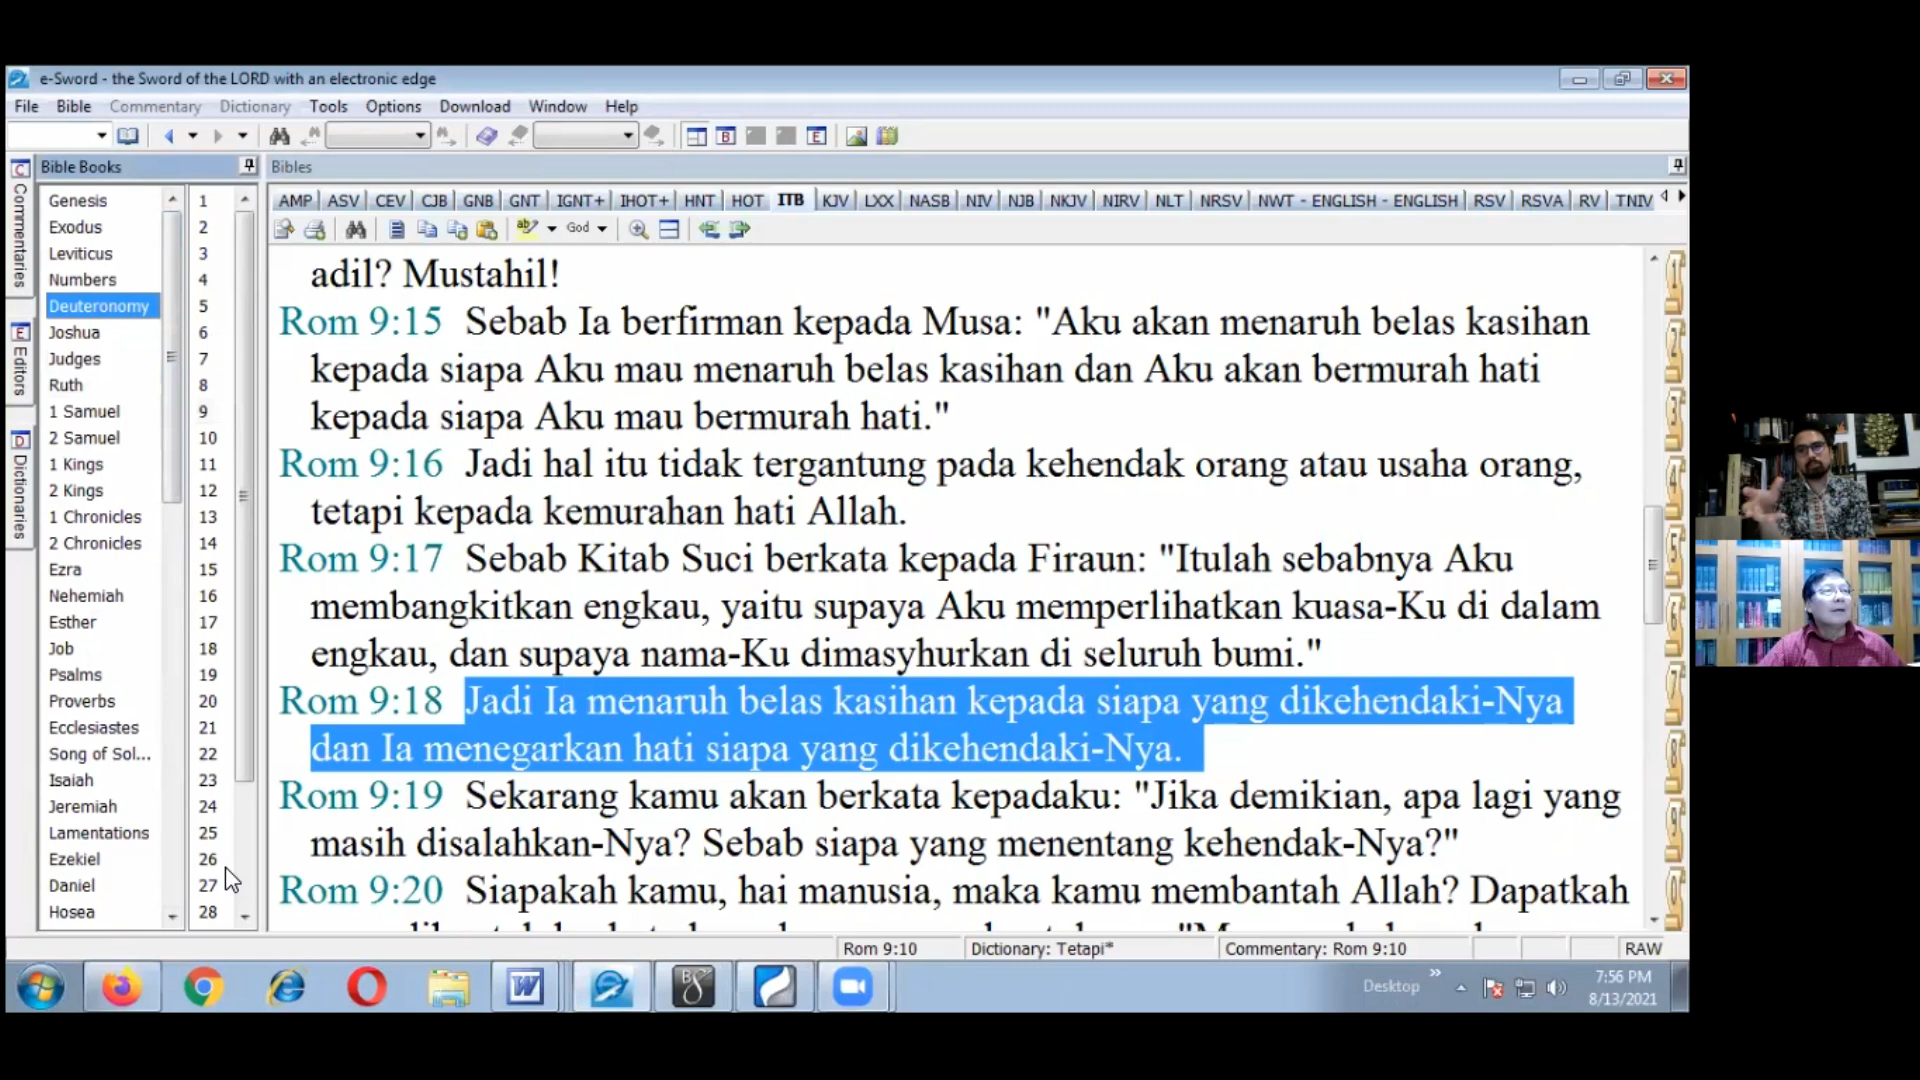 e-Sword - the Sword of the LORD with an electronic edge
File Bible Commentary Dictionary Tools Options Download Window Help
Bible Books
Bibles
Commentaries
Editors
Dictionaries
AMP ASV CEV CJB GNB GNT IGNT+ IHOT+ HNT HOT ITB KJV LXX NASB NIV NJB NKJV NIRV NLT NRSV NWT - ENGLISH - ENGLISH RSV RSVA RV TNIV
God
Genesis 1
Exodus 2
Leviticus 3
Numbers 4
Deuteronomy 5
Joshua 6
Judges 7
Ruth 8
1 Samuel 9
2 Samuel 10
1 Kings 11
2 Kings 12
1 Chronicles 13
2 Chronicles 14
Ezra 15
Nehemiah 16
Esther 17
Job 18
Psalms 19
Proverbs 20
Ecclesiastes 21
Song of Sol... 22
Isaiah 23
Jeremiah 24
Lamentations 25
Ezekiel 26
Daniel 27
Hosea 28
adil? Mustahil!
Rom 9:15 Sebab Ia berfirman kepada Musa: "Aku akan menaruh belas kasihan
kepada siapa Aku mau menaruh belas kasihan dan Aku akan bermurah hati
kepada siapa Aku mau bermurah hati."
Rom 9:16 Jadi hal itu tidak tergantung pada kehendak orang atau usaha orang,
tetapi kepada kemurahan hati Allah.
Rom 9:17 Sebab Kitab Suci berkata kepada Firaun: "Itulah sebabnya Aku
membangkitkan engkau, yaitu supaya Aku memperlihatkan kuasa-Ku di dalam
engkau, dan supaya nama-Ku dimasyhurkan di seluruh bumi."
Rom 9:18 Jadi Ia menaruh belas kasihan kepada siapa yang dikehendaki-Nya
dan Ia menegarkan hati siapa yang dikehendaki-Nya.
Rom 9:19 Sekarang kamu akan berkata kepadaku: "Jika demikian, apa lagi yang
masih disalahkan-Nya? Sebab siapa yang menentang kehendak-Nya?"
Rom 9:20 Siapakah kamu, hai manusia, maka kamu membantah Allah? Dapatkah
Rom 9:10 Dictionary: Tetapi* Commentary: Rom 9:10 RAW
Desktop 7:56 PM
8/13/2021